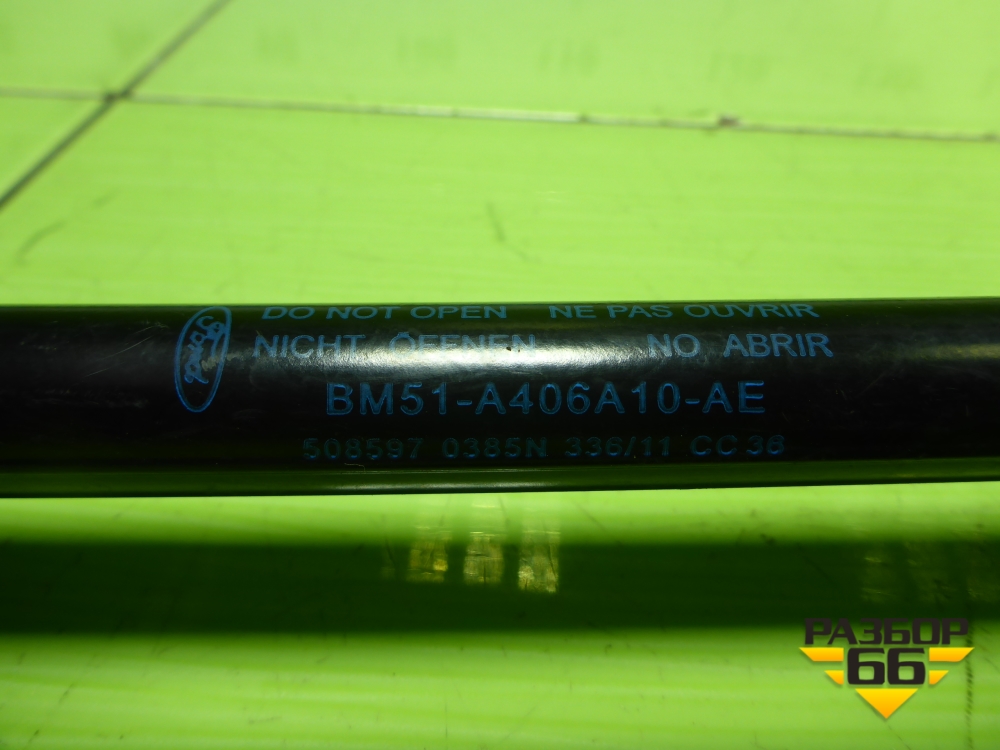 Ford
DO NOT OPEN NE PAS OUVRIR
NICHT ÖFFNEN NO ABRIR
BM51-A406A10-AE
508597 0385N 336/11 CC 36
РАЗБОР
66